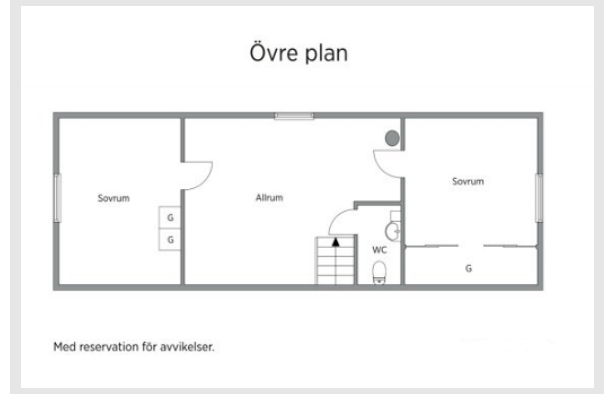 Övre plan
Sovrum
Allrum
Sovrum
G
G
WC
G
Med reservation för avvikelser.